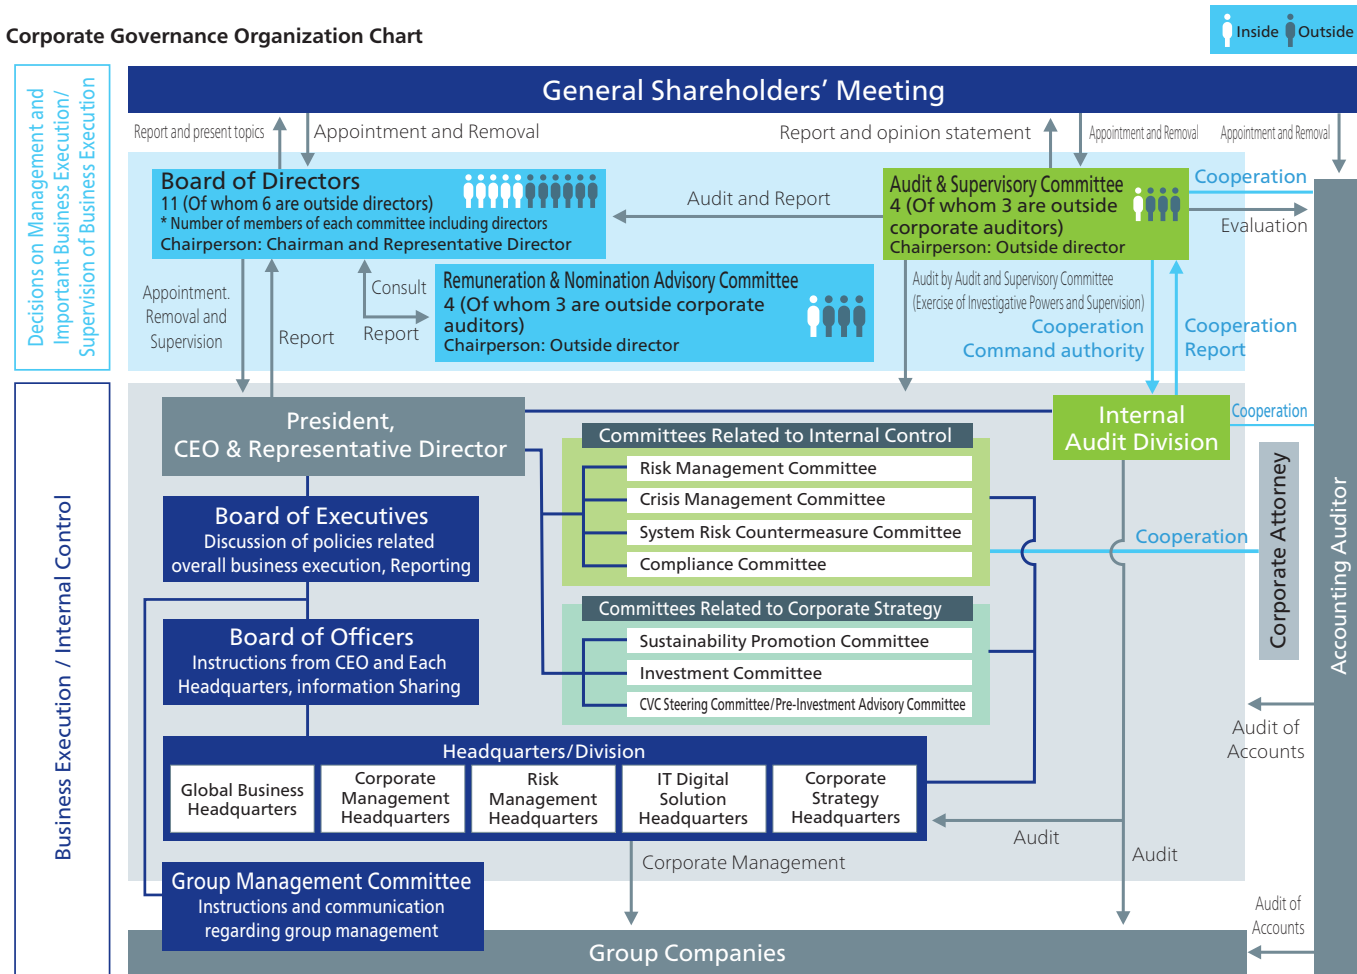 Corporate Governance Organization Chart
Inside
Outside
Decisions on Management and
Important Business Execution/
Supervision of Business Execution
General Shareholders’ Meeting
Report and present topics
Appointment and Removal
Report and opinion statement
Appointment and Removal
Appointment and Removal
Board of Directors
11 (Of whom 6 are outside directors)
* Number of members of each committee including directors
Chairperson: Chairman and Representative Director
Audit and Report
Audit & Supervisory Committee
4 (Of whom 3 are outside
corporate auditors)
Chairperson: Outside director
Cooperation
Evaluation
Appointment.
Removal and
Supervision
Report
Consult
Report
Remuneration & Nomination Advisory Committee
4 (Of whom 3 are outside corporate
auditors)
Chairperson: Outside director
Audit by Audit and Supervisory Committee
(Exercise of Investigative Powers and Supervision)
Cooperation
Command authority
Cooperation
Report
Business Execution / Internal Control
President,
CEO & Representative Director
Internal
Audit Division
Cooperation
Committees Related to Internal Control
Risk Management Committee
Crisis Management Committee
System Risk Countermeasure Committee
Compliance Committee
Cooperation
Corporate Attorney
Accounting Auditor
Board of Executives
Discussion of policies related
overall business execution, Reporting
Committees Related to Corporate Strategy
Sustainability Promotion Committee
Investment Committee
CVC Steering Committee/Pre-Investment Advisory Committee
Board of Officers
Instructions from CEO and Each
Headquarters, information Sharing
Audit of
Accounts
Headquarters/Division
Global Business
Headquarters
Corporate
Management
Headquarters
Risk
Management
Headquarters
IT Digital
Solution
Headquarters
Corporate
Strategy
Headquarters
Audit
Audit
Corporate Management
Group Management Committee
Instructions and communication
regarding group management
Audit of
Accounts
Group Companies